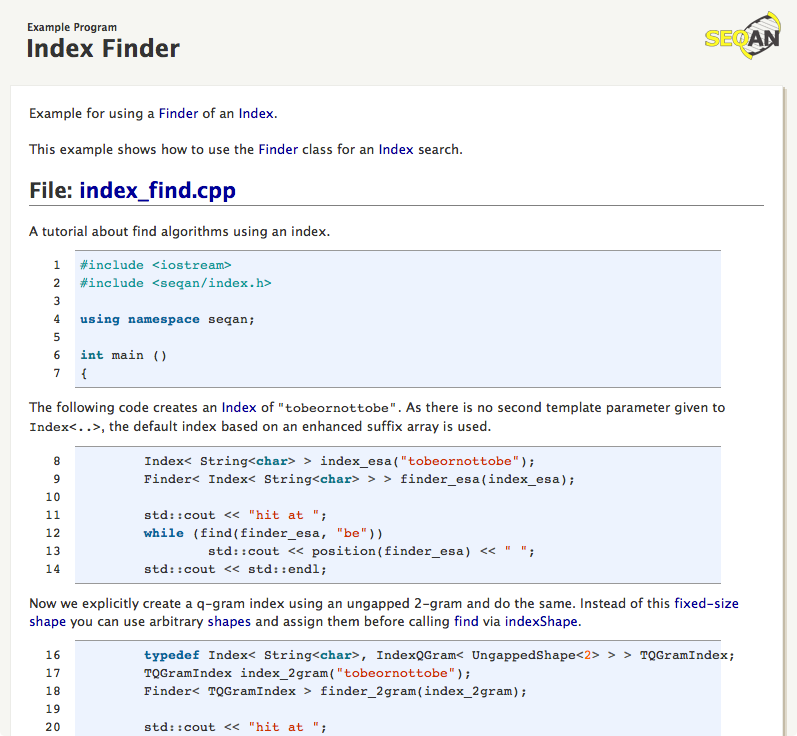 Example Program
Index Finder
SEQAN
Example for using a Finder of an Index.
This example shows how to use the Finder class for an Index search.
File: index_find.cpp
A tutorial about find algorithms using an index.
1 #include <iostream>
2 #include <seqan/index.h>
3
4 using namespace seqan;
5
6 int main ()
7 {
The following code creates an Index of "tobeornottobe". As there is no second template parameter given to
Index<..>, the default index based on an enhanced suffix array is used.
8 Index< String<char> > index_esa("tobeornottobe");
9 Finder< Index< String<char> > > finder_esa(index_esa);
10
11 std::cout << "hit at ";
12 while (find(finder_esa, "be"))
13 std::cout << position(finder_esa) << " ";
14 std::cout << std::endl;
Now we explicitly create a q-gram index using an ungapped 2-gram and do the same. Instead of this fixed-size
shape you can use arbitrary shapes and assign them before calling find via indexShape.
16 typedef Index< String<char>, IndexQGram< UngappedShape<2> > > TQGramIndex;
17 TQGramIndex index_2gram("tobeornottobe");
18 Finder< TQGramIndex > finder_2gram(index_2gram);
19
20 std::cout << "hit at ";